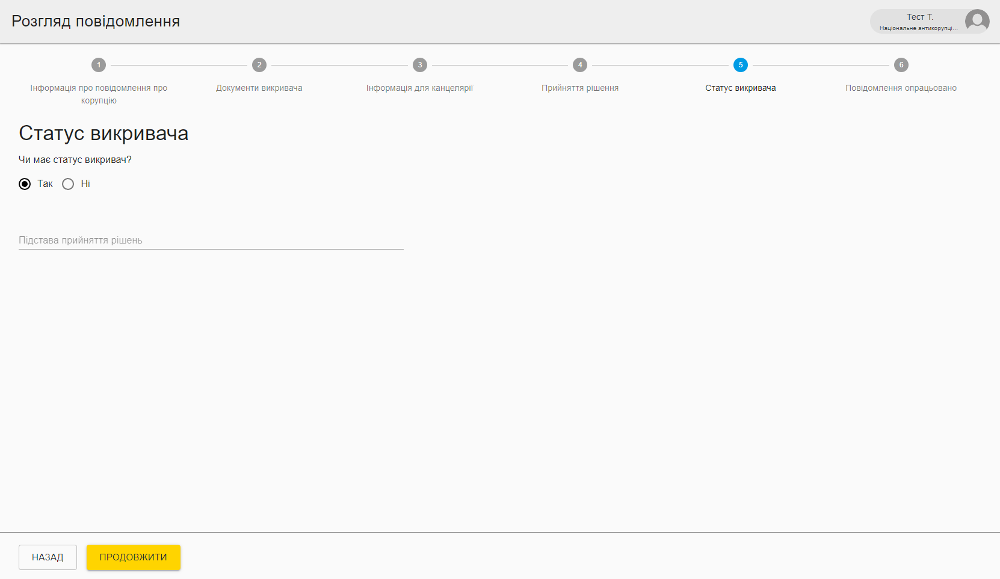 Розгляд повідомлення
Тест Т.
Національне антикорупці...
1
2
3
4
5
6
Інформація про повідомлення про
корупцію
Документи викривача
Інформація для канцелярії
Прийняття рішення
Статус викривача
Повідомлення опрацьовано
Статус викривача
Чи має статус викривач?
Так
Ні
Підстава прийняття рішень
НАЗАД
ПРОДОВЖИТИ